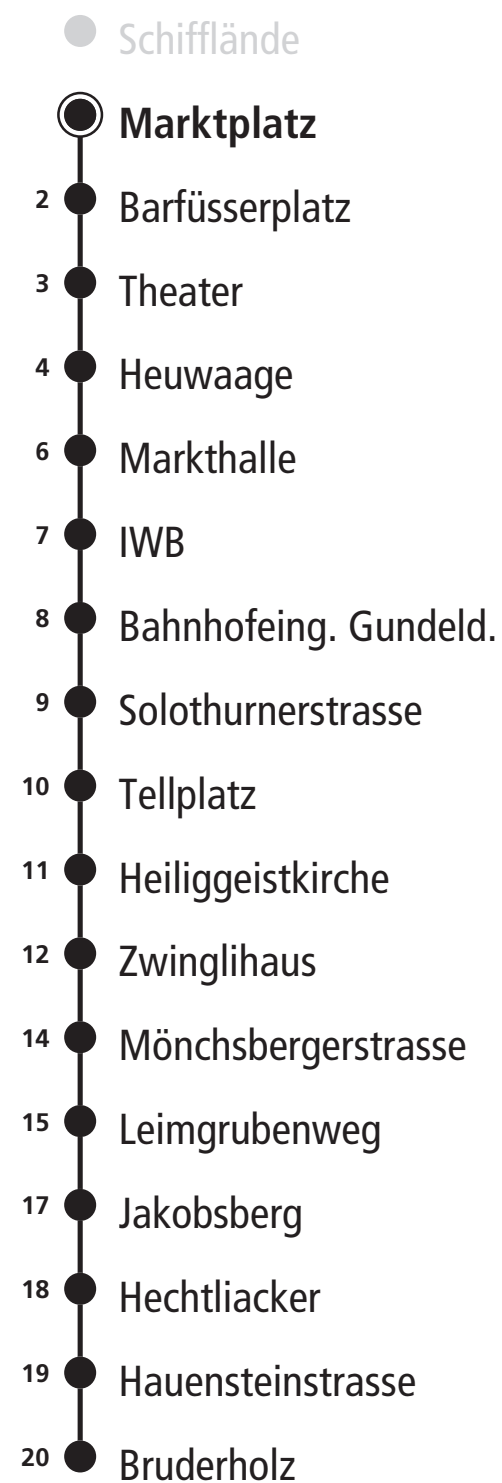 Schifflände
Marktplatz
2 Barfüsserplatz
3 Theater
4 Heuwaage
6 Markthalle
7 IWB
8 Bahnhofeing. Gundeld.
9 Solothurnerstrasse
10 Tellplatz
11 Heiliggeistkirche
12 Zwinglihaus
14 Mönchsbergerstrasse
15 Leimgrubenweg
17 Jakobsberg
18 Hechtliacker
19 Hauensteinstrasse
20 Bruderholz